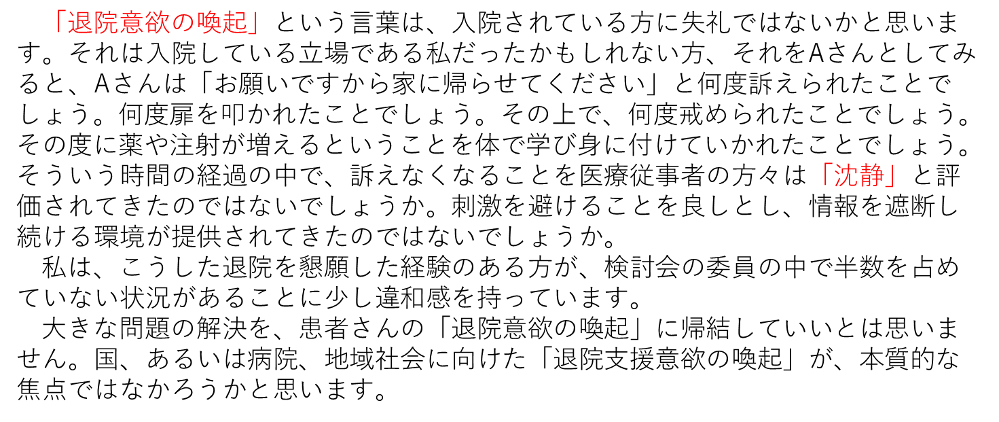 「退院意欲の喚起」という言葉は、入院されている方に失礼ではないかと思いま
す。それは入院している立場である私だったかもしれない方、それをAさんとしてみ
ると、Aさんは「お願いですから家に帰らせてください」と何度訴えられたことで
しょう。何度扉を叩かれたことでしょう。その上で、何度戒められたことでしょう。
その度に薬や注射が増えるということを体で学び身に付けていかれたことでしょう。
そういう時間の経過の中で、訴えなくなることを医療従事者の方々は「沈静」と評
価されてきたのではないでしょうか。刺激を避けることを良しとし、情報を遮断し
続ける環境が提供されてきたのではないでしょうか。
私は、こうした退院を懇願した経験のある方が、検討会の委員の中で半数を占め
ていない状況があることに少し違和感を持っています。
大きな問題の解決を、患者さんの「退院意欲の喚起」に帰結していいとは思いま
せん。国、あるいは病院、地域社会に向けた「退院支援意欲の喚起」が、本質的な
焦点ではなかろうかと思います。